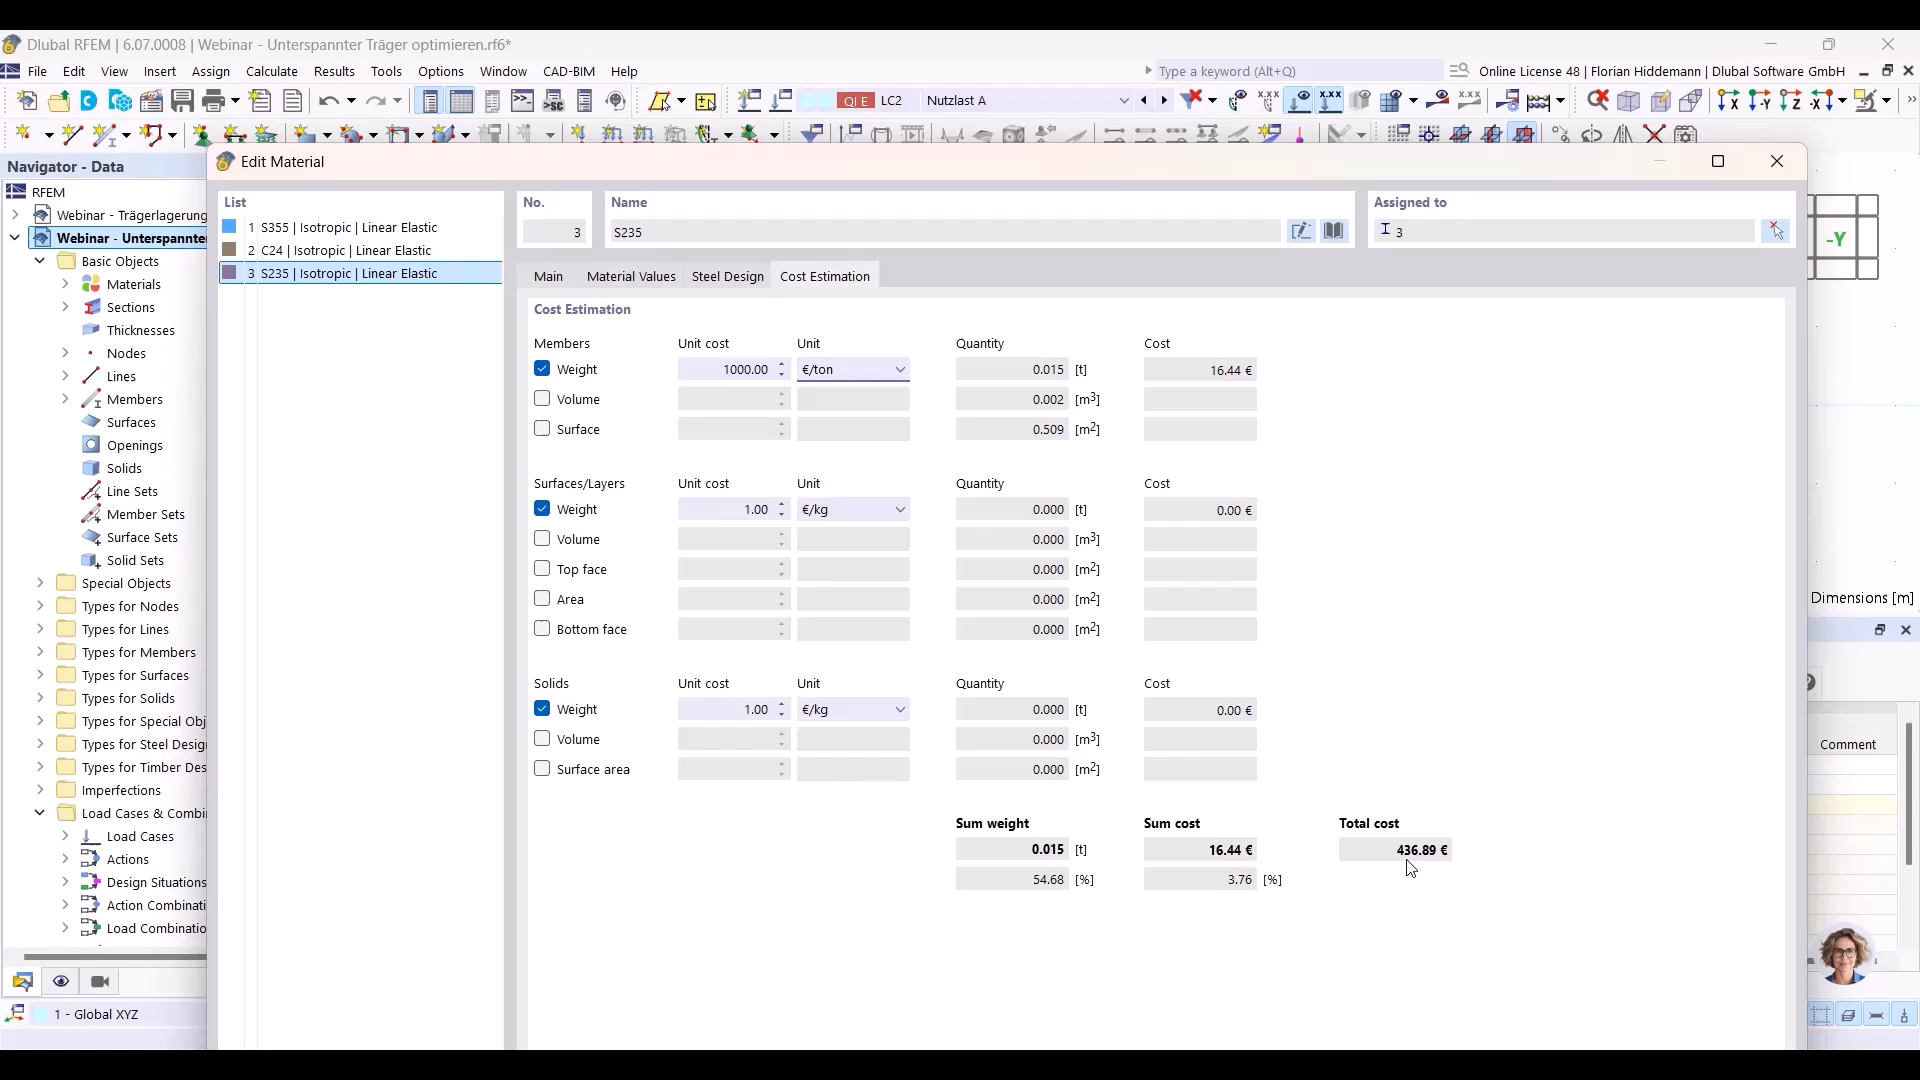 Dlubal RFEM | 6.07.0008 | Webinar - Unterspannter Träger optimieren.rf6*
File Edit View Insert Assign Calculate Results Tools Options Window CAD-BIM Help
Type a keyword (Alt+Q)
Online License 48 | Florian Hiddemann | Dlubal Software GmbH
QI E LC2 Nutzlast A
Navigator - Data
RFEM
Webinar - Trägerlagerung
Webinar - Unterspannte
Basic Objects
Materials
Sections
Thicknesses
Nodes
Lines
Members
Surfaces
Openings
Solids
Line Sets
Member Sets
Surface Sets
Solid Sets
Special Objects
Types for Nodes
Types for Lines
Types for Members
Types for Surfaces
Types for Solids
Types for Special Obj
Types for Steel Desig
Types for Timber Des
Imperfections
Load Cases & Combi
Load Cases
Actions
Design Situations
Action Combinati
Load Combinatio
1 - Global XYZ
Edit Material
List
1 S355 | Isotropic | Linear Elastic
2 C24 | Isotropic | Linear Elastic
3 S235 | Isotropic | Linear Elastic
No.
3
Name
S235
Assigned to
3
Main Material Values Steel Design Cost Estimation
Cost Estimation
Members Unit cost Unit Quantity Cost
Weight 1000.00 €/ton 0.015 [t] 16.44 €
Volume 0.002 [m3]
Surface 0.509 [m2]
Surfaces/Layers Unit cost Unit Quantity Cost
Weight 1.00 €/kg 0.000 [t] 0.00 €
Volume 0.000 [m3]
Top face 0.000 [m2]
Area 0.000 [m2]
Bottom face 0.000 [m2]
Solids Unit cost Unit Quantity Cost
Weight 1.00 €/kg 0.000 [t] 0.00 €
Volume 0.000 [m3]
Surface area 0.000 [m2]
Sum weight Sum cost Total cost
0.015 [t] 16.44 € 436.89 €
54.68 [%] 3.76 [%]
-Y
Dimensions [m]
Comment